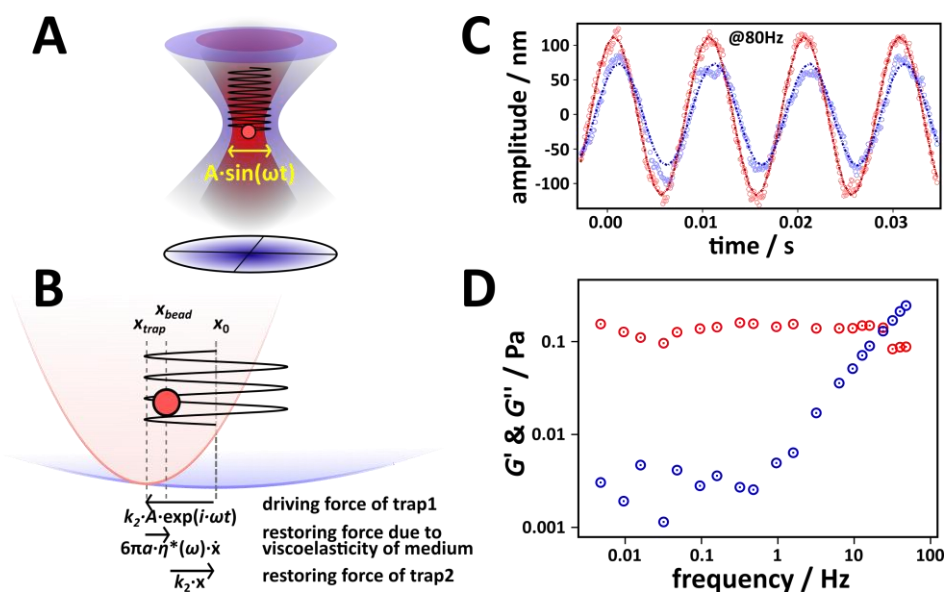 A
A·sin(ωt)
B
x_bead
x_trap
x_0
driving force of trap1
k_2·A·exp(i·ωt)
restoring force due to
viscoelasticity of medium
6πa·η*(ω)·ẋ
restoring force of trap2
k_2·x
C
@80Hz
amplitude / nm
100
50
0
-50
-100
0.00
0.01
0.02
0.03
time / s
D
G' & G'' / Pa
0.1
0.01
0.001
0.01
0.1
1
10
100
frequency / Hz